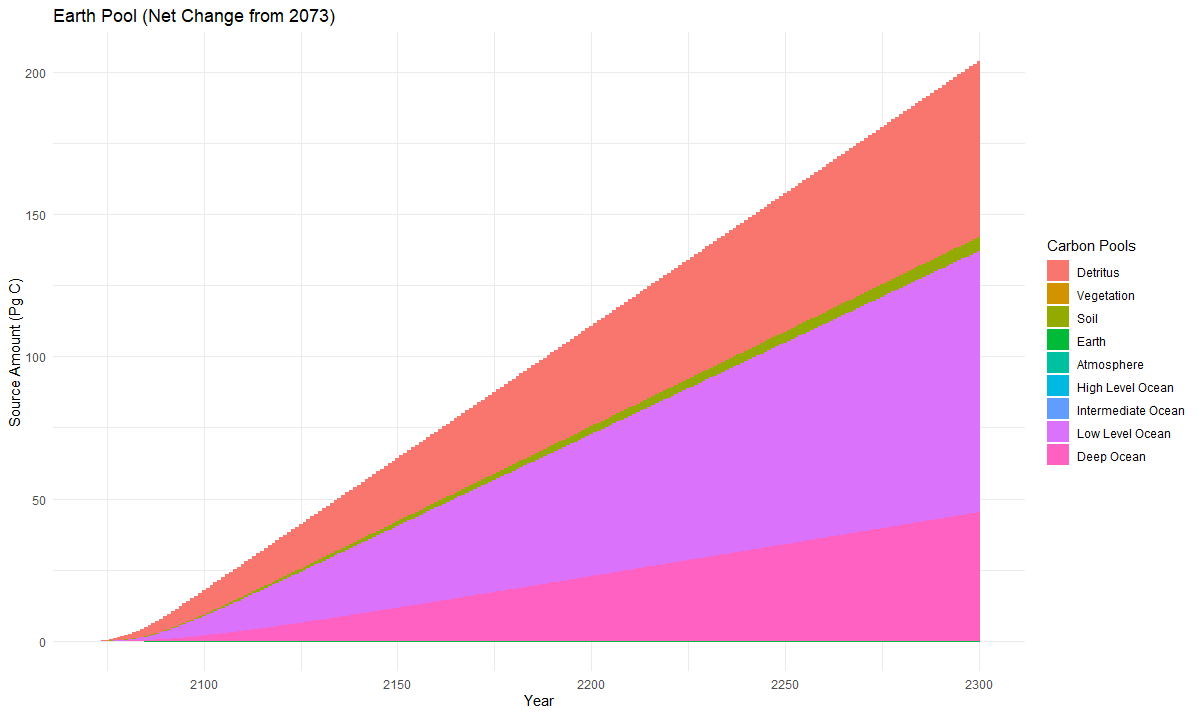 Earth Pool (Net Change from 2073)
Source Amount (Pg C)
200
150
100
50
0
2100
2150
2200
2250
2300
Year
Carbon Pools
Detritus
Vegetation
Soil
Earth
Atmosphere
High Level Ocean
Intermediate Ocean
Low Level Ocean
Deep Ocean